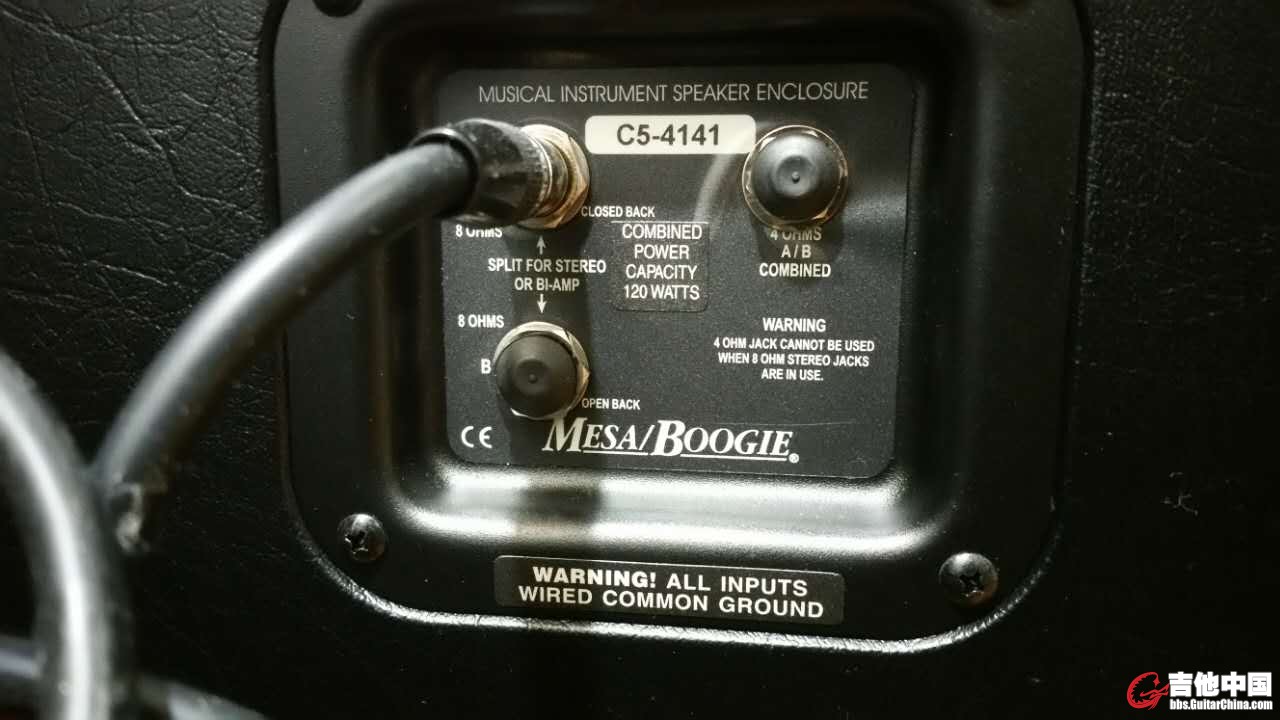 MUSICAL INSTRUMENT SPEAKER ENCLOSURE
C5-4141
CLOSED BACK
8 OHMS
SPLIT FOR STEREO
OR BI-AMP
COMBINED
POWER
CAPACITY
120 WATTS
4 OHMS
A / B
COMBINED
8 OHMS
B
OPEN BACK
WARNING
4 OHM JACK CANNOT BE USED
WHEN 8 OHM STEREO JACKS
ARE IN USE.
CE
MESA/BOOGIE®
WARNING! ALL INPUTS
WIRED COMMON GROUND
吉他中国
bbs.GuitarChina.com